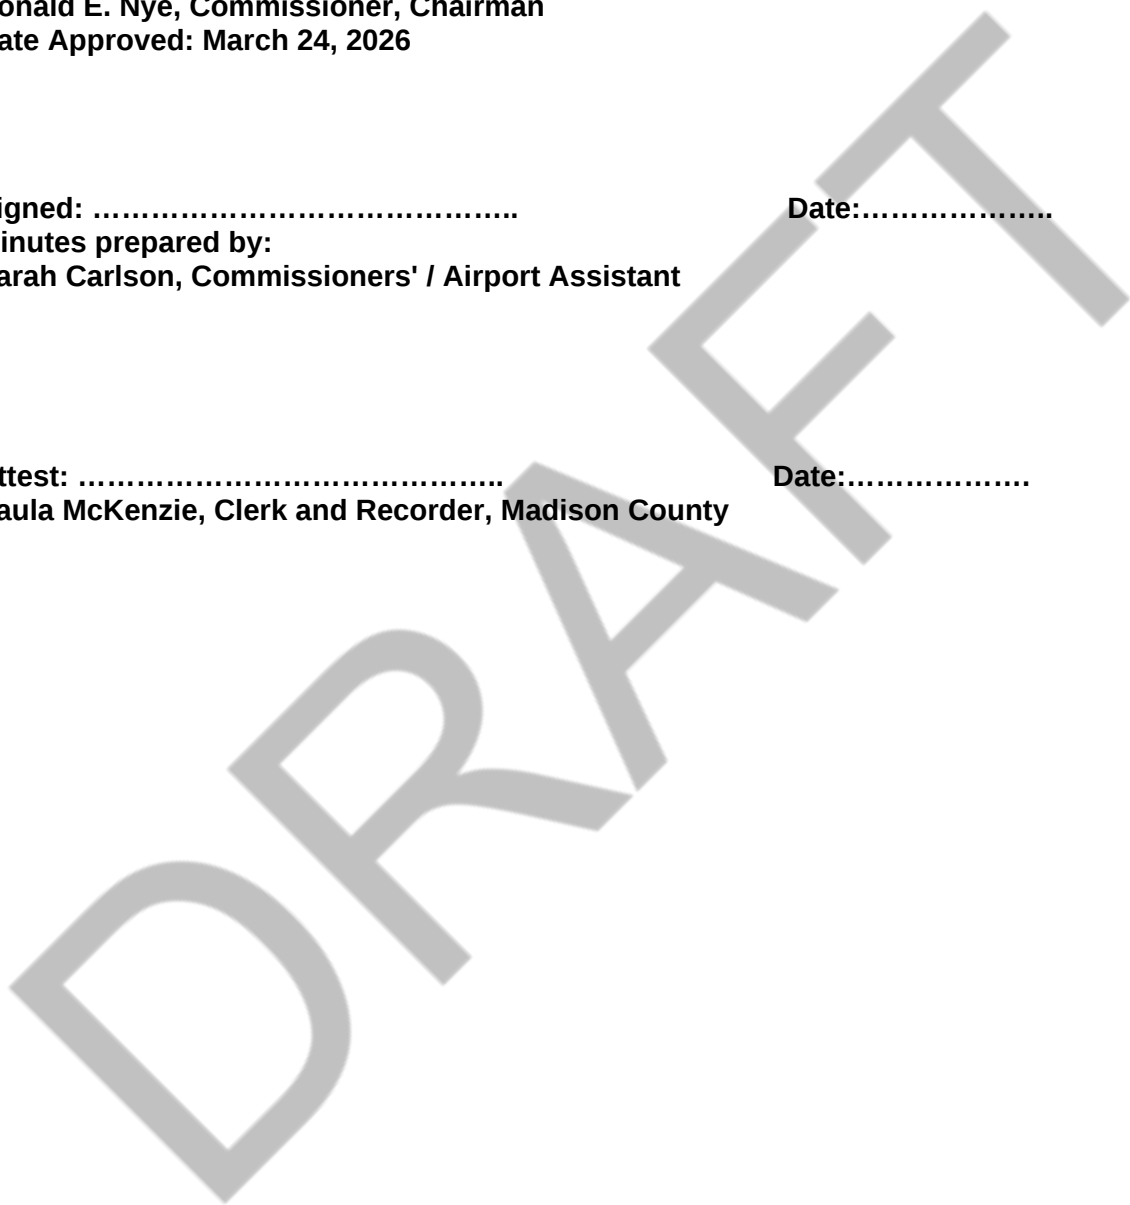 onald E. Nye, Commissioner, Chairman
ate Approved: March 24, 2026
igned: …………………………………….. Date:………………..
inutes prepared by:
arah Carlson, Commissioners' / Airport Assistant
ttest: …………………………………….. Date:……………….
aula McKenzie, Clerk and Recorder, Madison County
DRAFT